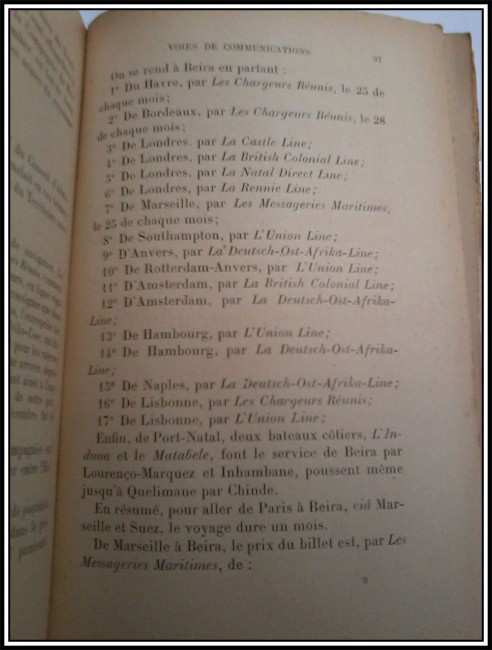 VOIES DE COMMUNICATIONS
On se rend à Beira en partant :
1° Du Havre, par Les Chargeurs Réunis, le 25 de
chaque mois;
2° De Bordeaux, par Les Chargeurs Réunis, le 28
de chaque mois;
3° De Londres, par La Castle Line;
4° De Londres, par La British Colonial Line;
5° De Londres, par La Natal Direct Line;
6° De Londres, par La Rennie Line;
7° De Marseille, par Les Messageries Maritimes,
le 25 de chaque mois;
8° De Southampton, par L'Union Line;
9° D'Anvers, par La Deutsch-Ost-Afrika-Line;
10° De Rotterdam-Anvers, par L'Union Line;
11° D'Amsterdam, par La British Colonial Line;
12° D'Amsterdam, par La Deutsch-Ost-Afrika-
Line;
13° De Hambourg, par L'Union Line;
14° De Hambourg, par La Deutsch-Ost-Afrika-
Line;
15° De Naples, par La Deutsch-Ost-Afrika-Line;
16° De Lisbonne, par Les Chargeurs Réunis;
17° De Lisbonne, par L'Union Line;
Enfin, de Port-Natal, deux bateaux côtiers, L'In-
duna et le Matabele, font le service de Beira par
Lourenço-Marquez et Inhambane, poussent même
jusqu'à Quelimane par Chinde.
En résumé, pour aller de Paris à Beira, viâ Mar-
seille et Suez, le voyage dure un mois.
De Marseille à Beira, le prix du billet est, par Les
Messageries Maritimes, de :
9